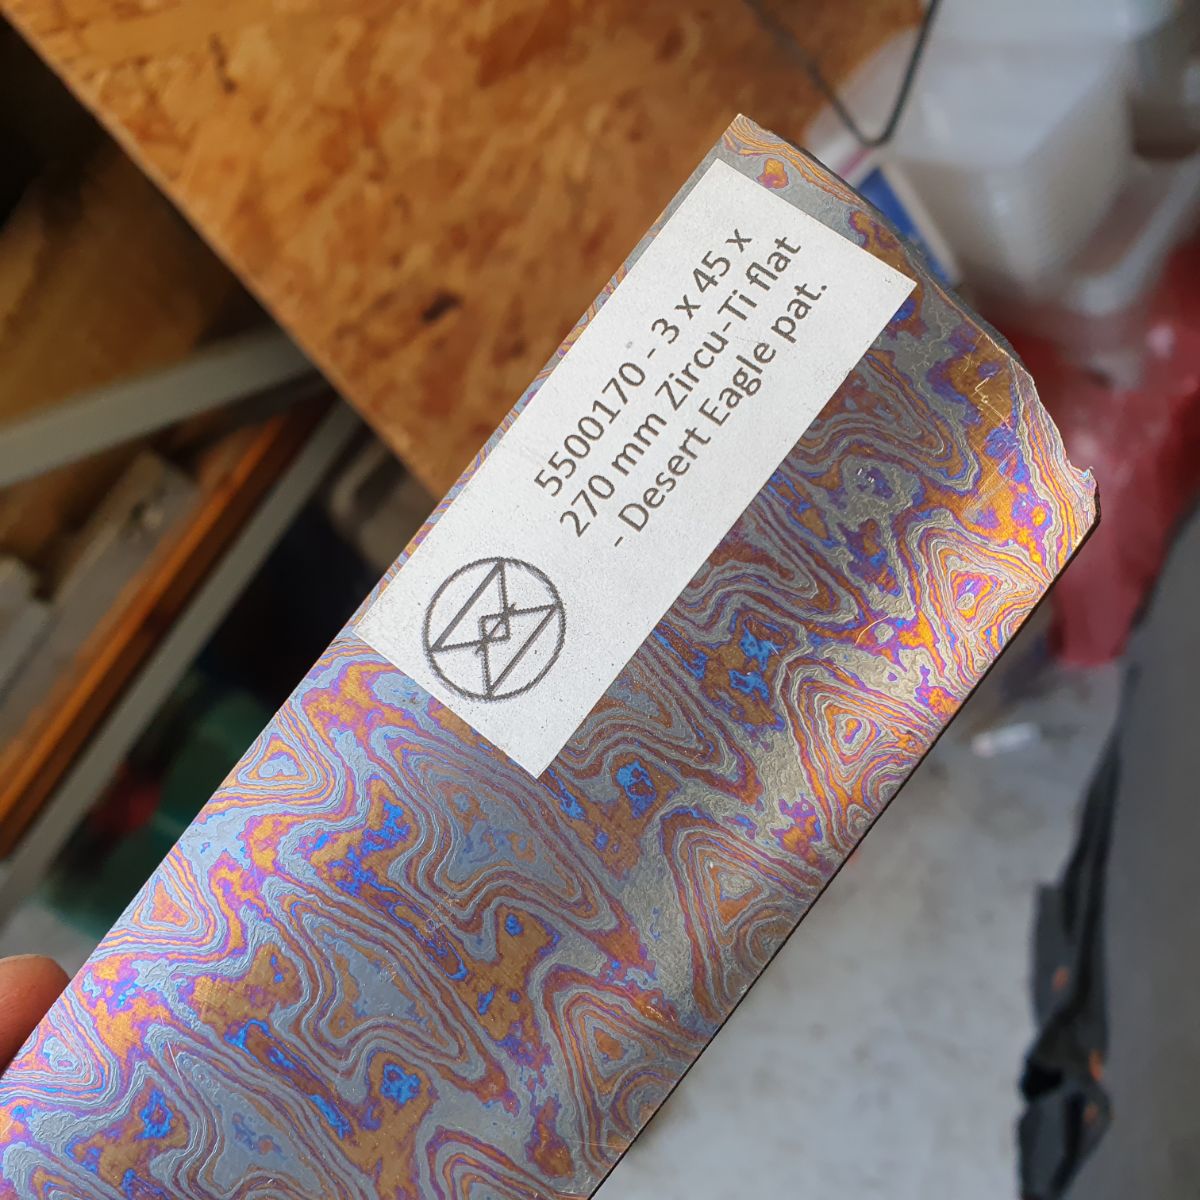 5500170 - 3 x 45 x
270 mm Zircu-Ti flat
- Desert Eagle pat.